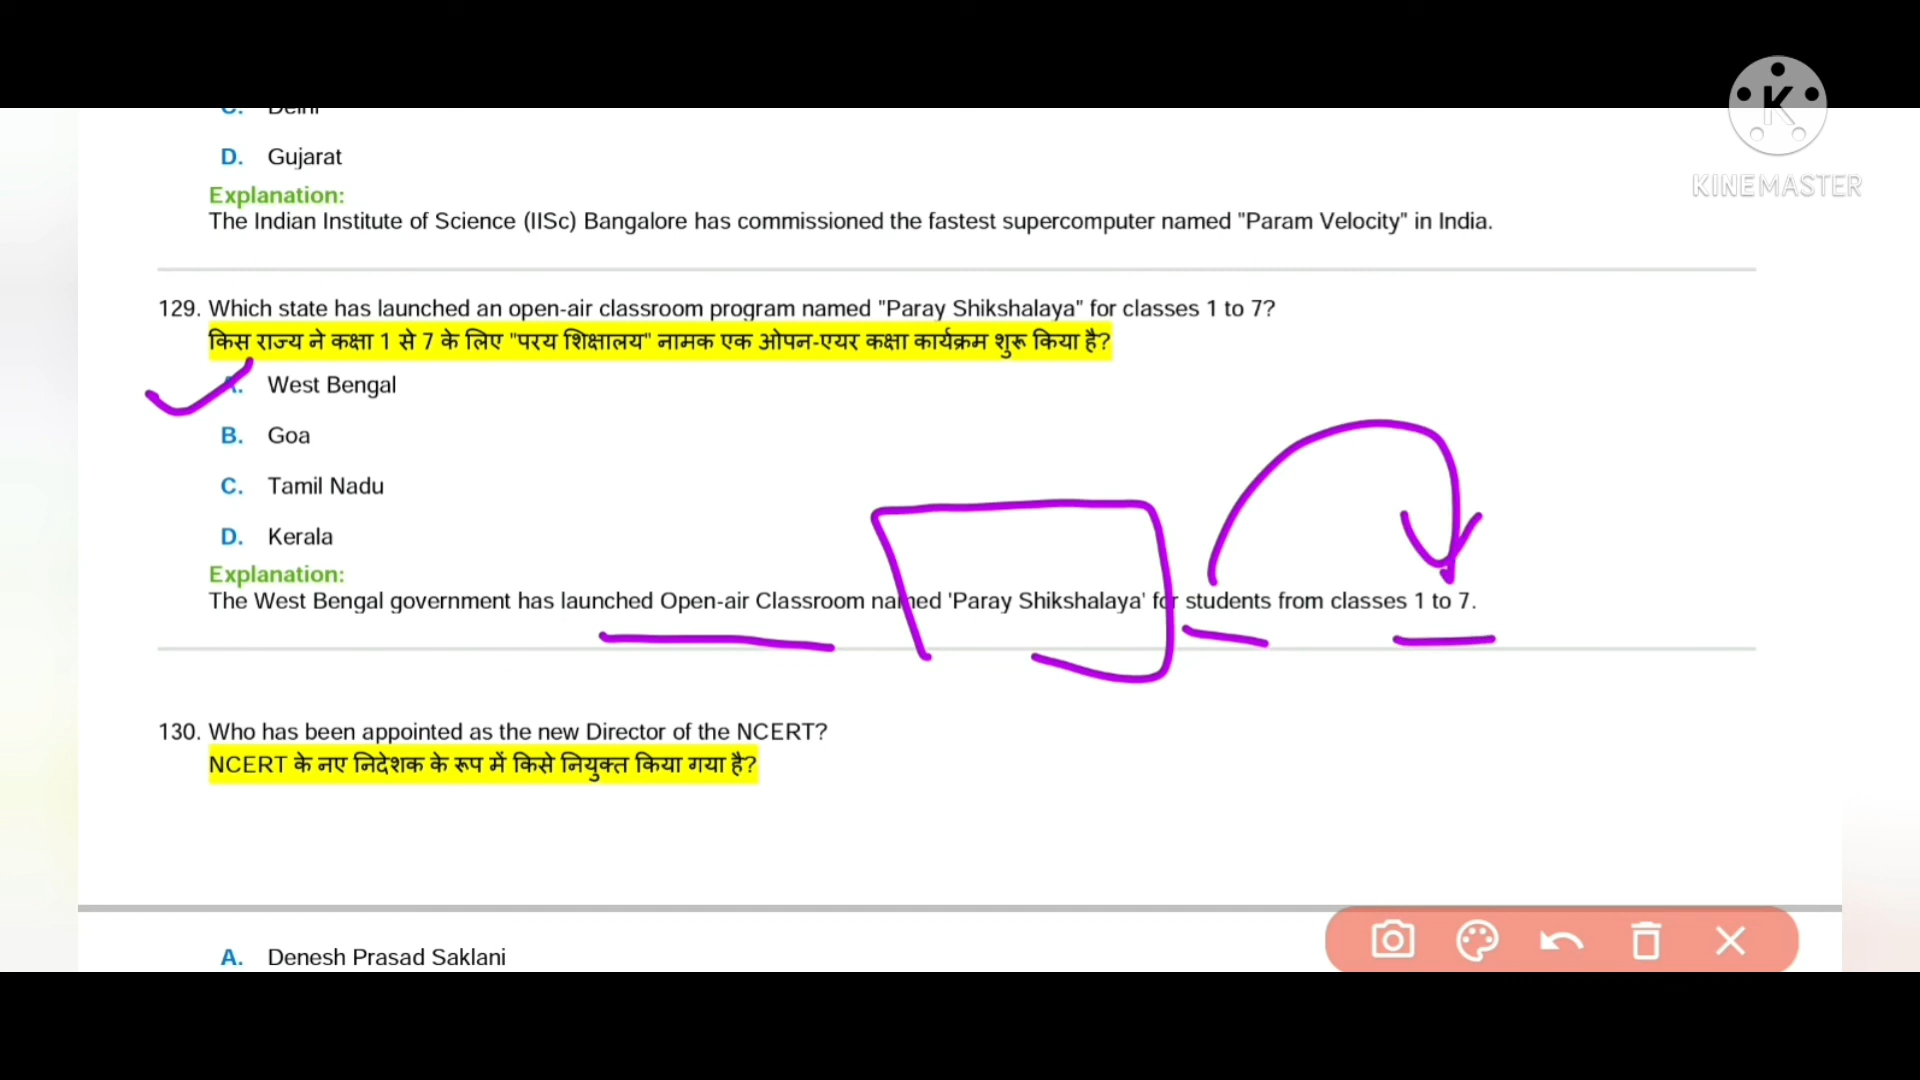 D. Gujarat
Explanation:
The Indian Institute of Science (IISc) Bangalore has commissioned the fastest supercomputer named "Param Velocity" in India.
129. Which state has launched an open-air classroom program named "Paray Shikshalaya" for classes 1 to 7?
किस राज्य ने कक्षा 1 से 7 के लिए "परय शिक्षालय" नामक एक ओपन-एयर कक्षा कार्यक्रम शुरू किया है?
A. West Bengal
B. Goa
C. Tamil Nadu
D. Kerala
Explanation:
The West Bengal government has launched Open-air Classroom named 'Paray Shikshalaya' for students from classes 1 to 7.
130. Who has been appointed as the new Director of the NCERT?
NCERT के नए निदेशक के रूप में किसे नियुक्त किया गया है?
A. Denesh Prasad Saklani
K
KINEMASTER